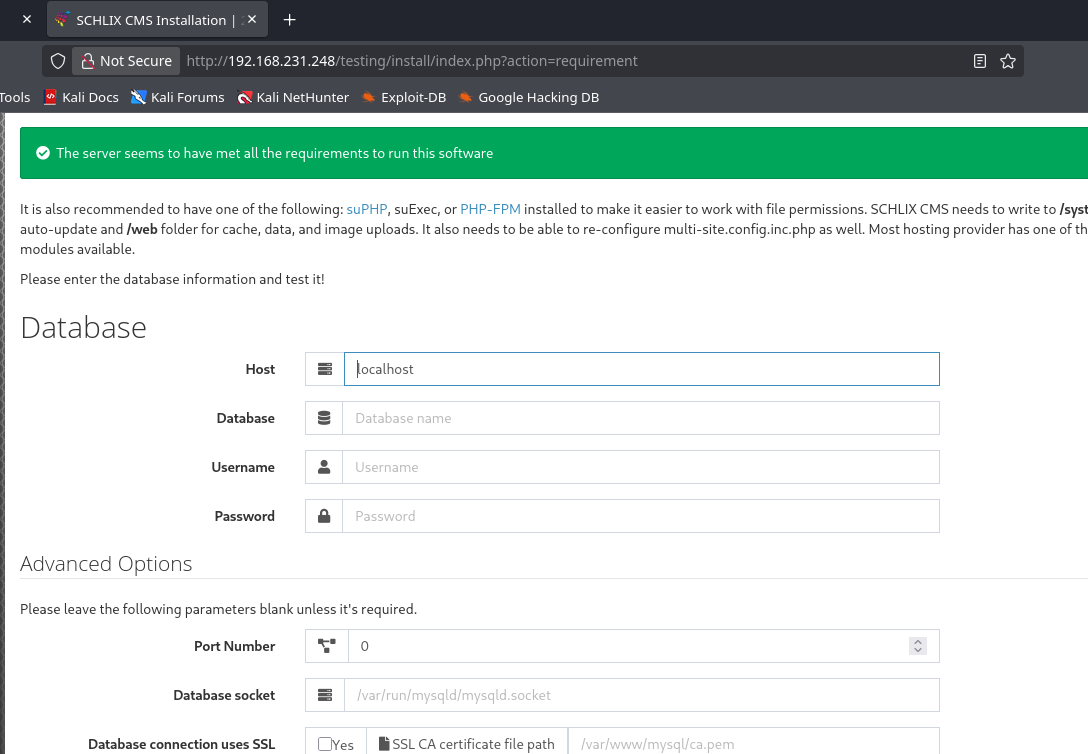 SCHLIX CMS Installation |
Not Secure
http://192.168.231.248/testing/install/index.php?action=requirement
Tools
Kali Docs
Kali Forums
Kali NetHunter
Exploit-DB
Google Hacking DB
The server seems to have met all the requirements to run this software
It is also recommended to have one of the following: suPHP, suExec, or PHP-FPM installed to make it easier to work with file permissions. SCHLIX CMS needs to write to /syst
auto-update and /web folder for cache, data, and image uploads. It also needs to be able to re-configure multi-site.config.inc.php as well. Most hosting provider has one of th
modules available.
Please enter the database information and test it!
Database
Host
localhost
Database
Database name
Username
Username
Password
Password
Advanced Options
Please leave the following parameters blank unless it's required.
Port Number
0
Database socket
/var/run/mysqld/mysqld.socket
Database connection uses SSL
Yes
SSL CA certificate file path
/var/www/mysql/ca.pem